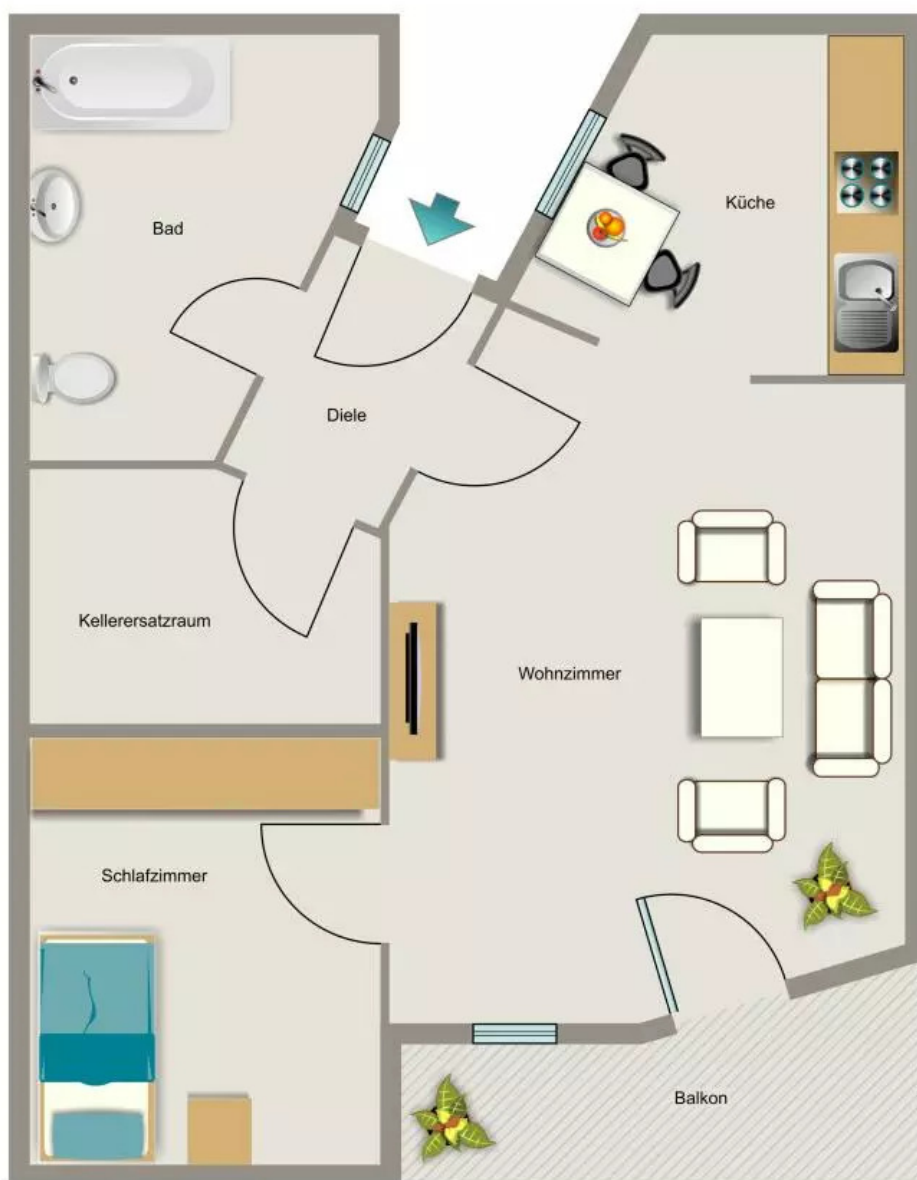 Küche
Bad
Diele
Kellerersatzraum
Wohnzimmer
Schlafzimmer
Balkon